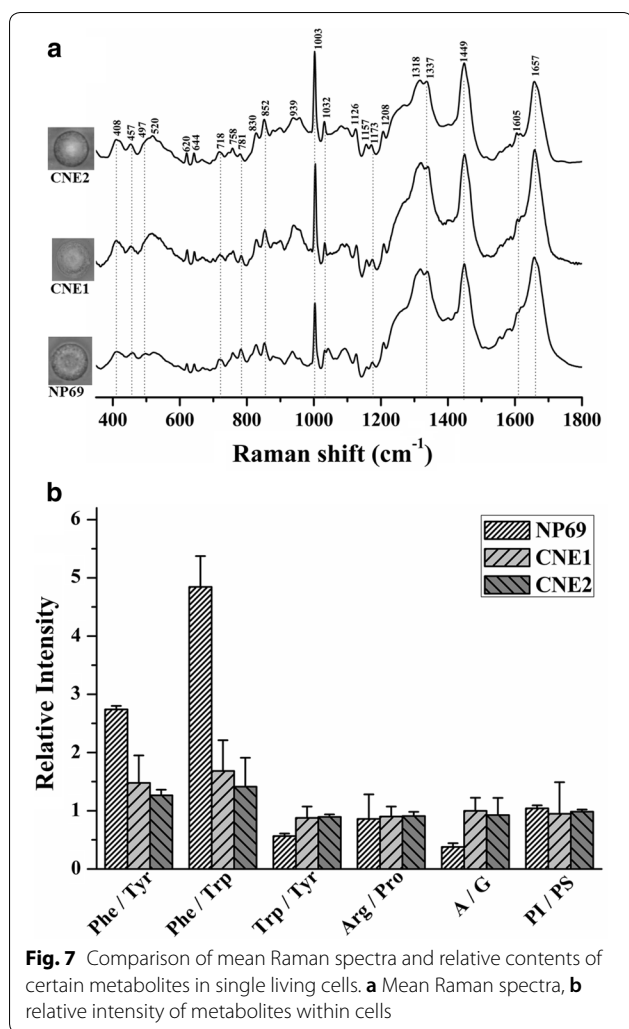 a
1003
408
457
497
520
620
644
718
758
781
830
852
939
1032
1126
1157
1173
1208
1318
1337
1449
1605
1657
CNE2
CNE1
NP69
400 600 800 1000 1200 1400 1600 1800
Raman shift (cm-1)
b
Relative Intensity
6
5
4
3
2
1
0
NP69
CNE1
CNE2
Phe / Tyr
Phe / Trp
Trp / Tyr
Arg / Pro
A / G
PI / PS
Fig. 7 Comparison of mean Raman spectra and relative contents of
certain metabolites in single living cells. a Mean Raman spectra, b
relative intensity of metabolites within cells